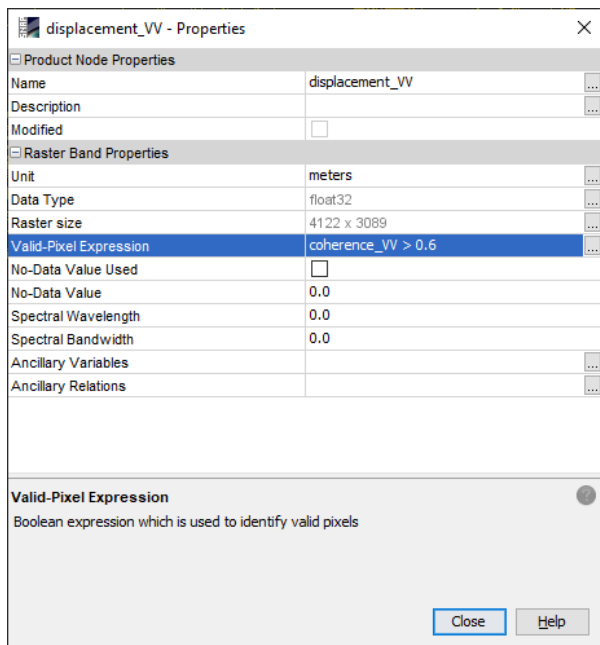 displacement_VV - Properties
Product Node Properties
Name displacement_VV ...
Description ...
Modified
Raster Band Properties
Unit meters ...
Data Type float32
Raster size 4122 x 3089
Valid-Pixel Expression coherence_VV > 0.6 ...
No-Data Value Used
No-Data Value 0.0
Spectral Wavelength 0.0
Spectral Bandwidth 0.0
Ancillary Variables ...
Ancillary Relations ...
Valid-Pixel Expression ?
Boolean expression which is used to identify valid pixels
Close Help